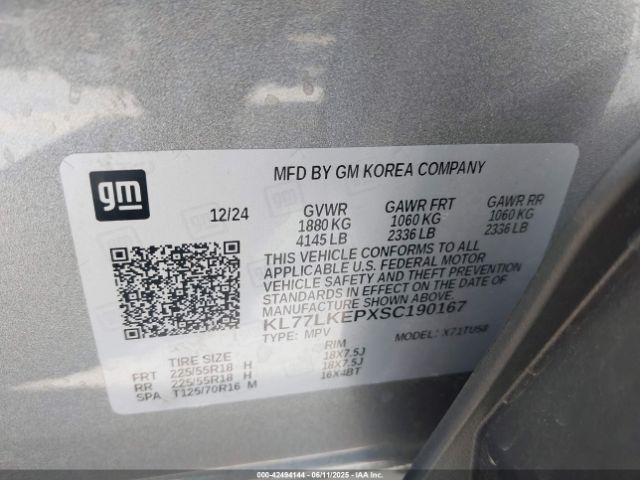 MFD BY GM KOREA COMPANY
gm
12/24 GVWR GAWR FRT GAWR RR
1880 KG 1060 KG 1060 KG
4145 LB 2336 LB 2336 LB
THIS VEHICLE CONFORMS TO ALL
APPLICABLE U.S. FEDERAL MOTOR
VEHICLE SAFETY AND THEFT PREVENTION
STANDARDS IN EFFECT ON THE DATE OF
MANUFACTURE SHOWN ABOVE.
KL77LKEPXSC190167
TYPE: MPV MODEL: X71TUS8
TIRE SIZE RIM
FRT 225/55R18 H 18X7.5J
RR 225/55R18 H 18X7.5J
SPA T125/70R16 M 16X4BT
000-42494144 - 06/11/2025 - IAA, Inc.